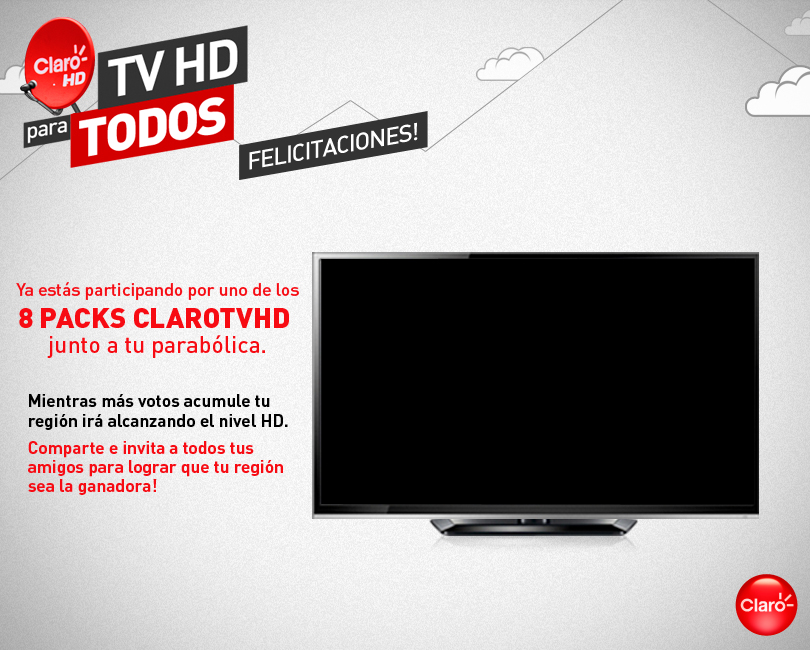 Claro
HD
TV HD
para TODOS
FELICITACIONES!
Ya estás participando por uno de los
8 PACKS CLAROTVHD
junto a tu parabólica.
Mientras más votos acumule tu
región irá alcanzando el nivel HD.
Comparte e invita a todos tus
amigos para lograr que tu región
sea la ganadora!
Claro